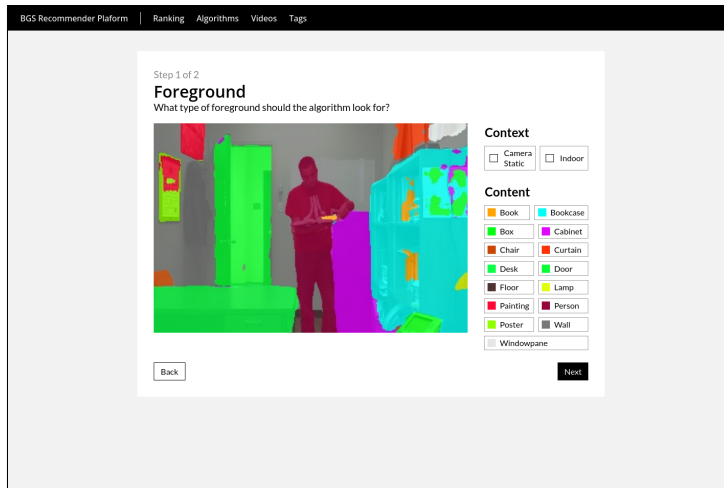 BGS Recommender Plaform
Ranking Algorithms Videos Tags
Step 1 of 2
Foreground
What type of foreground should the algorithm look for?
Context
Camera
Static
Indoor
Content
Book
Bookcase
Box
Cabinet
Chair
Curtain
Desk
Door
Floor
Lamp
Painting
Person
Poster
Wall
Windowpane
Back
Next